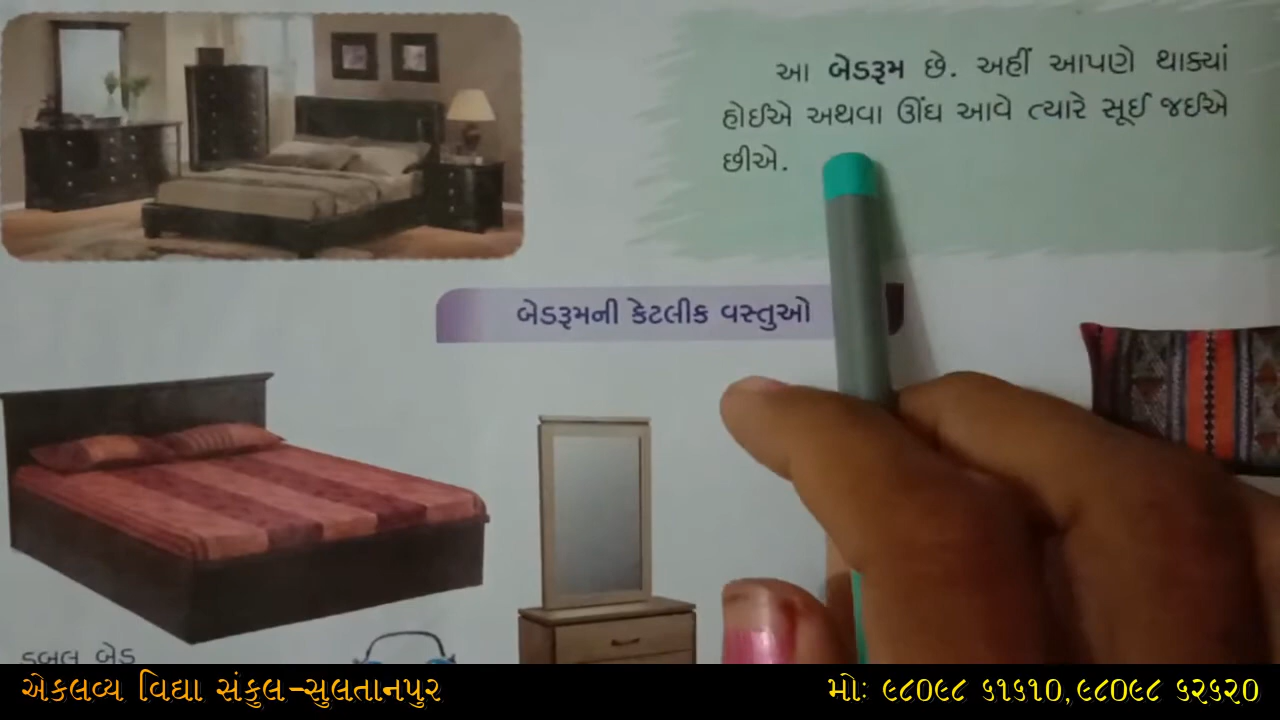 આ બેડરૂમ છે. અહીં આપણે થાક્યાં
હોઈએ અથવા ઊંઘ આવે ત્યારે સૂઈ જઈએ
છીએ.
બેડરૂમની કેટલીક વસ્તુઓ
ડબલ બેડ
એકલવ્ય વિદ્યા સંકુલ-સુલતાનપુર
મોઃ ૯૮૦૯૮ ૬૧૬૧૦,૯૮૦૯૮ ૬૨૬૨૦